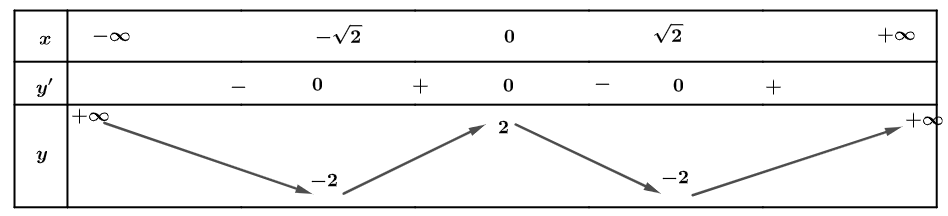 x −∞ −√2 0 √2 +∞
y′ − 0 + 0 − 0 +
+∞ 2 +∞
y
−2 −2